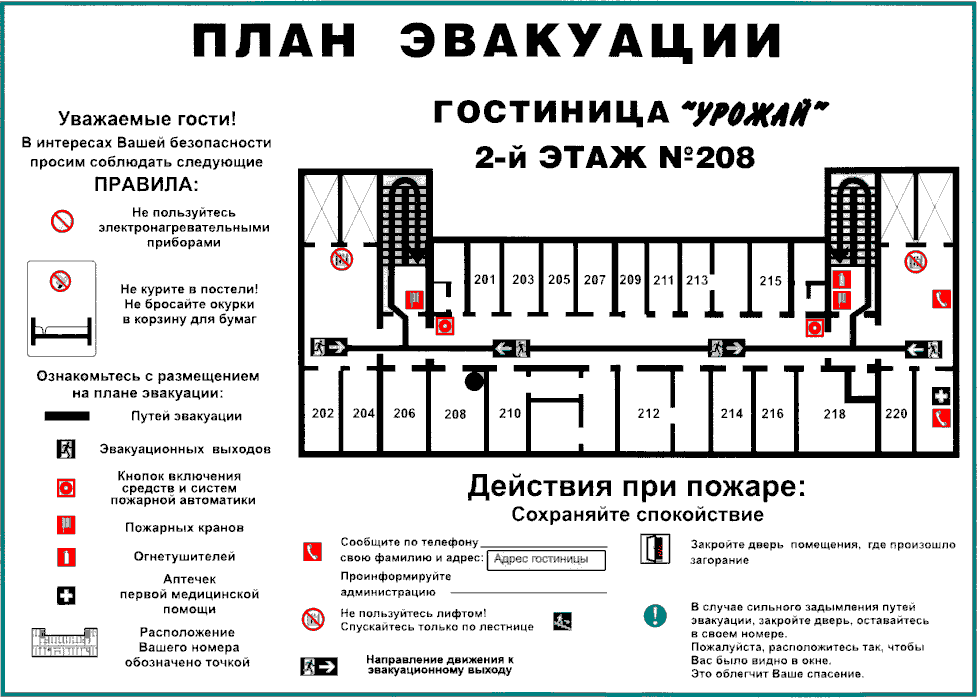 ПЛАН ЭВАКУАЦИИ
ГОСТИНИЦА "УРОЖАЙ"
2-й ЭТАЖ №208
Уважаемые гости!
В интересах Вашей безопасности
просим соблюдать следующие
ПРАВИЛА:
Не пользуйтесь
электронагревательными
приборами
Не курите в постели!
Не бросайте окурки
в корзину для бумаг
Ознакомьтесь с размещением
на плане эвакуации:
Путей эвакуации
Эвакуационных выходов
Кнопок включения
средств и систем
пожарной автоматики
Пожарных кранов
Огнетушителей
Аптечек
первой медицинской
помощи
Расположение
Вашего номера
обозначено точкой
201 203 205 207 209 211 213 215
202 204 206 208 210 212 214 216 218 220
Действия при пожаре:
Сохраняйте спокойствие
Сообщите по телефону
свою фамилию и адрес: Адрес гостиницы
Проинформируйте
администрацию
Не пользуйтесь лифтом!
Спускайтесь только по лестнице
Направление движения к
эвакуационному выходу
Закройте дверь помещения, где произошло
загорание
В случае сильного задымления путей
эвакуации, закройте дверь, оставайтесь
в своем номере.
Пожалуйста, расположитесь так, чтобы
Вас было видно в окне.
Это облегчит Ваше спасение.